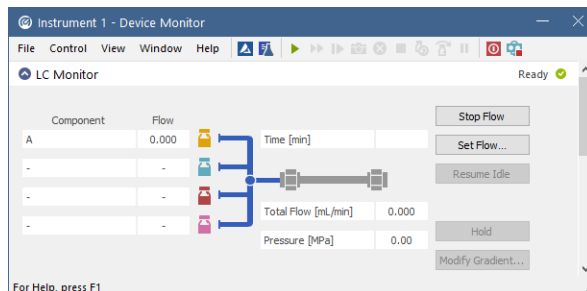 Instrument 1 - Device Monitor
File Control View Window Help
LC Monitor Ready
Component Flow
Stop Flow
A 0.000 Time [min]
Set Flow...
- -
Resume Idle
- -
Total Flow [mL/min] 0.000
- -
Hold
Pressure [MPa] 0.00
Modify Gradient...
For Help, press F1